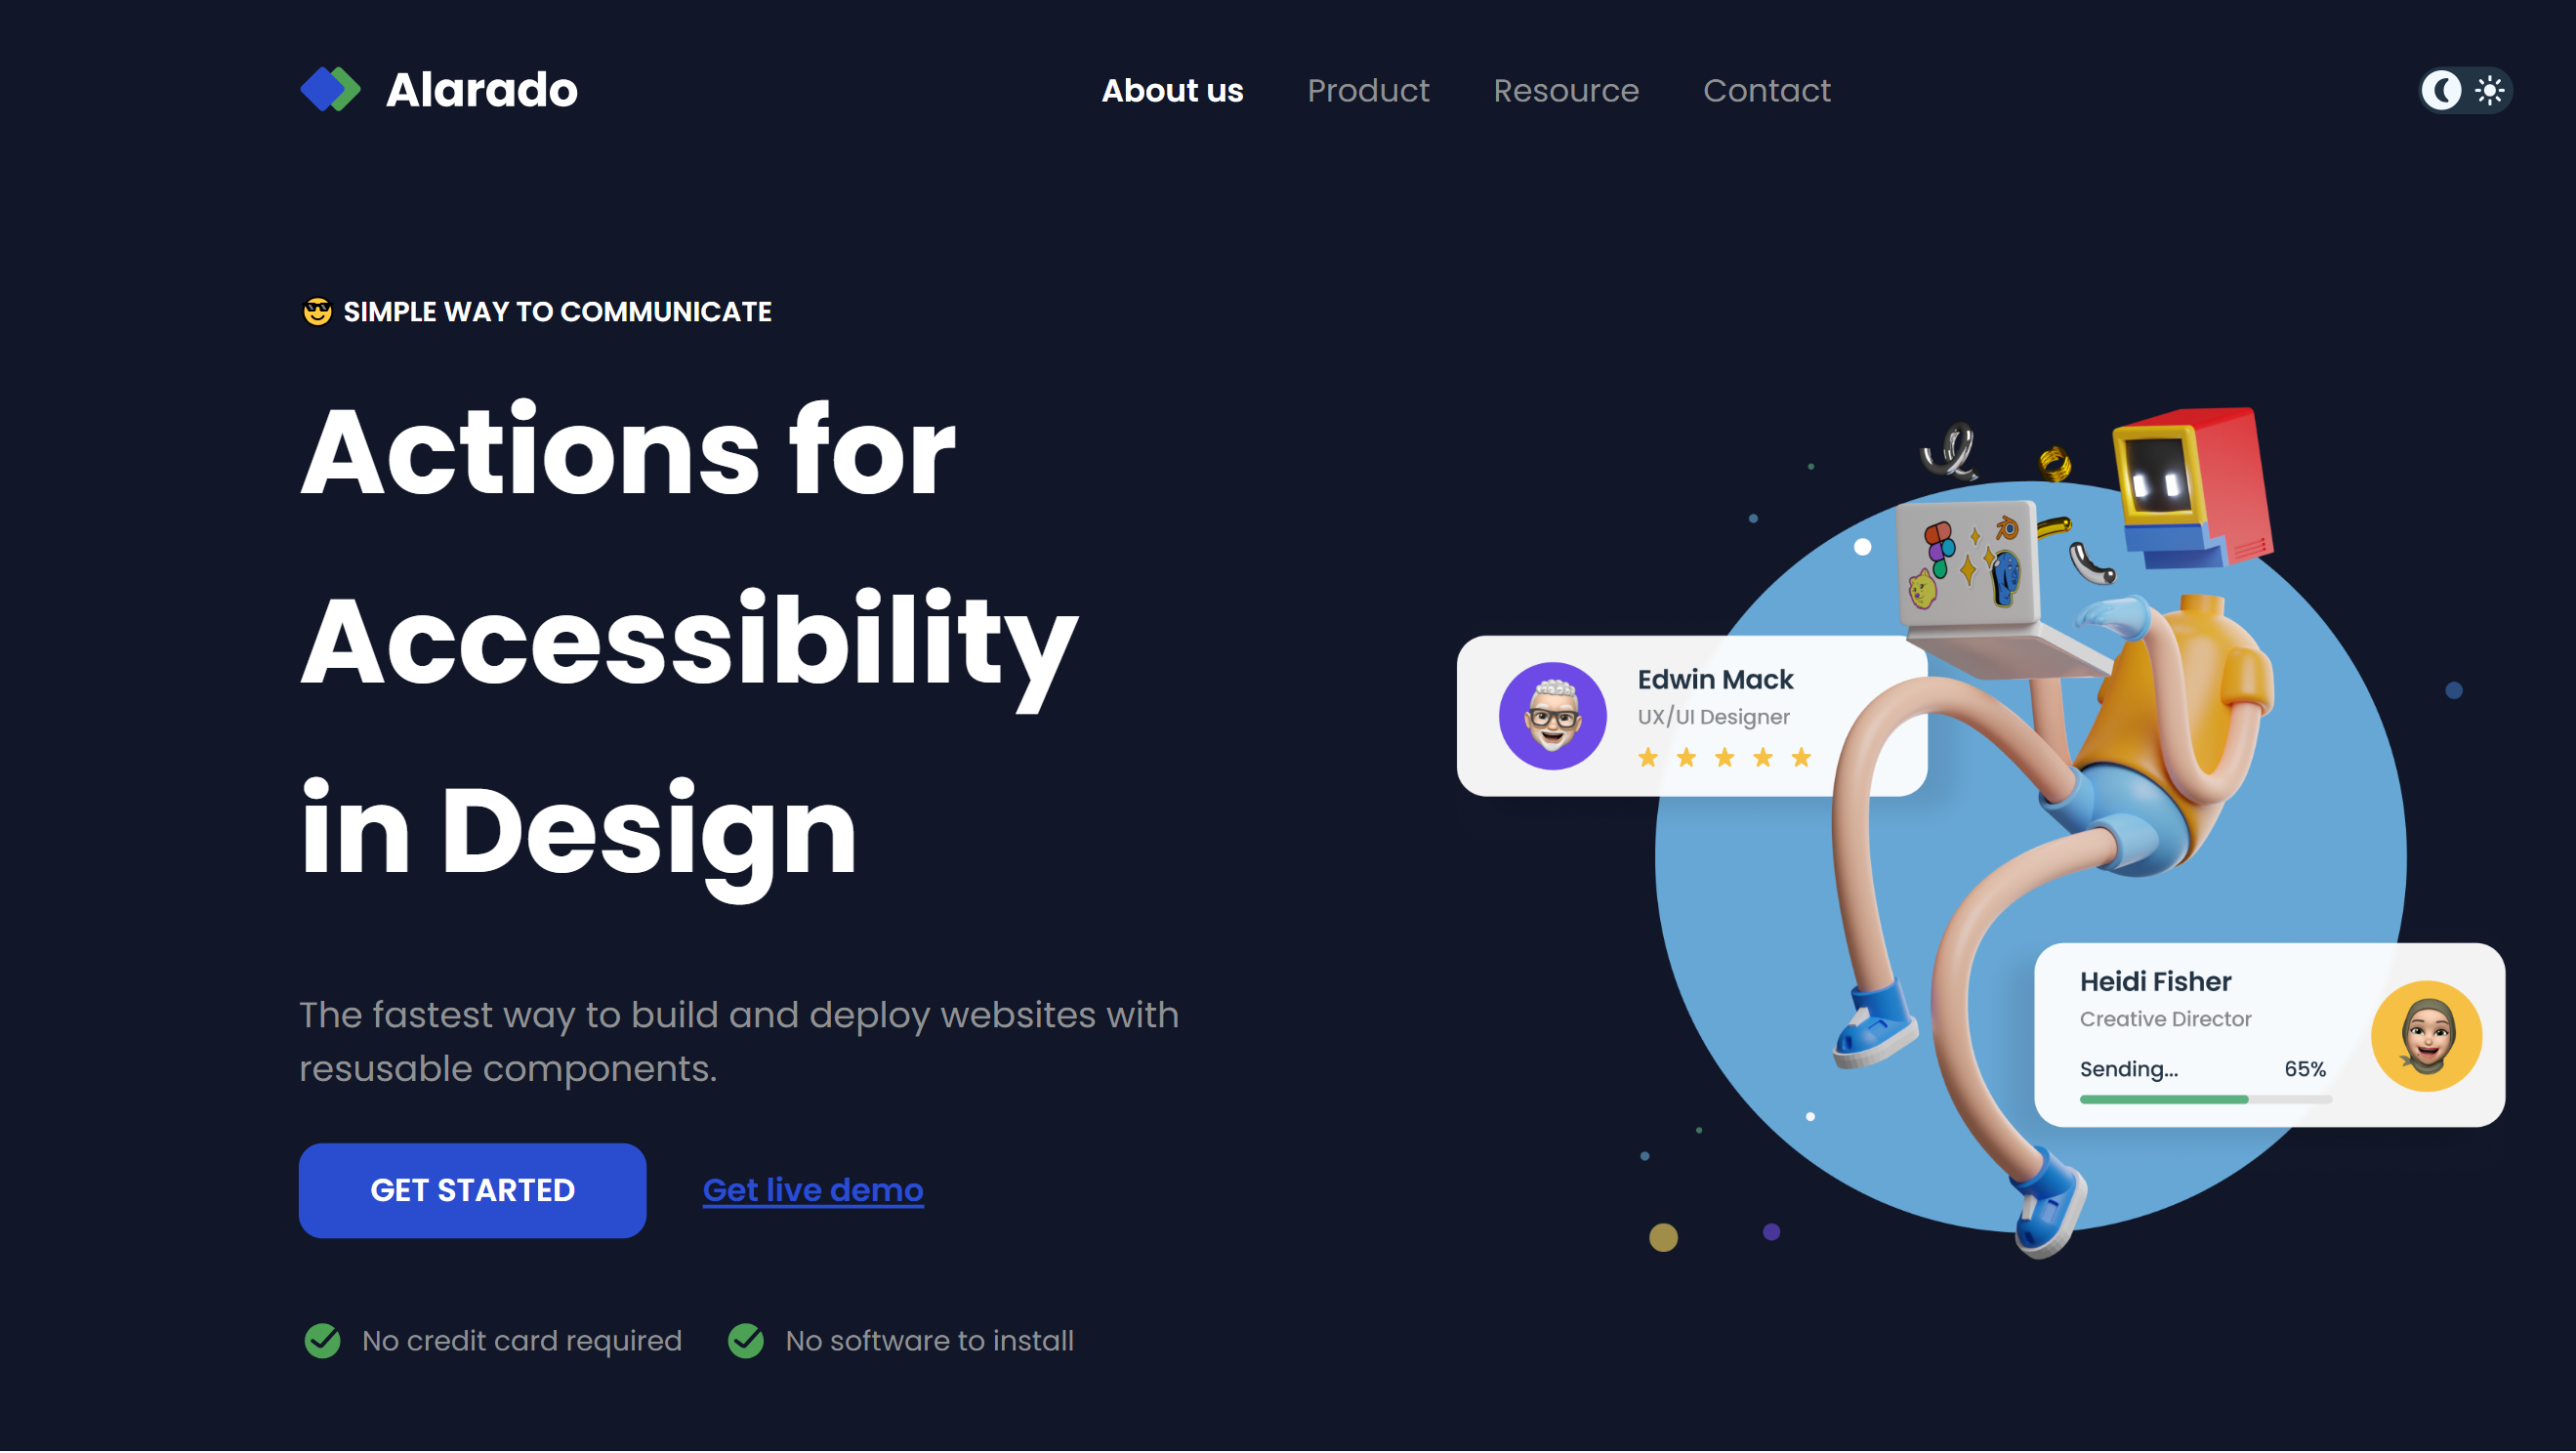 Alarado
About us
Product
Resource
Contact
SIMPLE WAY TO COMMUNICATE
Actions for
Accessibility
in Design
The fastest way to build and deploy websites with
resusable components.
GET STARTED
Get live demo
No credit card required
No software to install
Edwin Mack
UX/UI Designer
Heidi Fisher
Creative Director
Sending... 65%